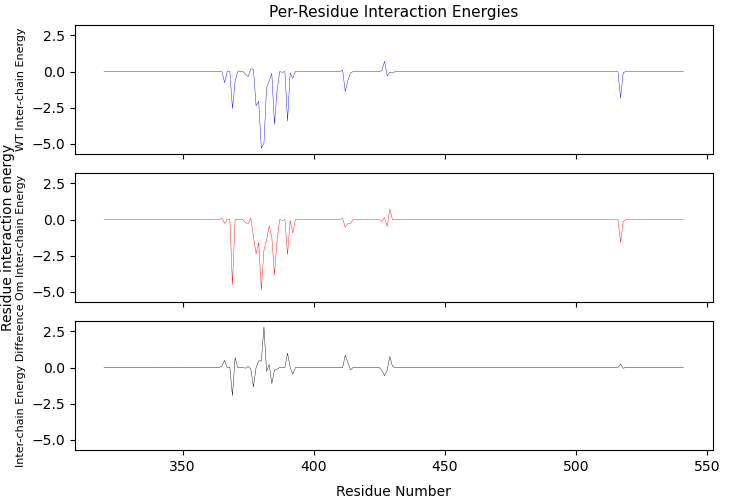 Per-Residue Interaction Energies
WT Inter-chain Energy
2.5
0.0
−2.5
−5.0
Residue interaction energy
Om Inter-chain Energy
2.5
0.0
−2.5
−5.0
Inter-chain Energy Difference
2.5
0.0
−2.5
−5.0
350 400 450 500 550
Residue Number